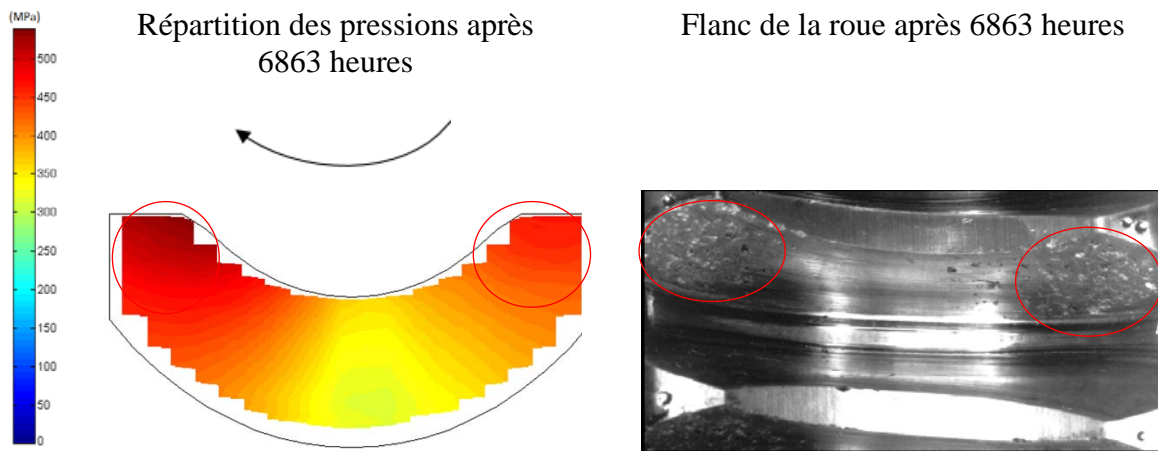 (MPa)
Répartition des pressions après
6863 heures
Flanc de la roue après 6863 heures
500
450
400
350
300
250
200
150
100
50
0